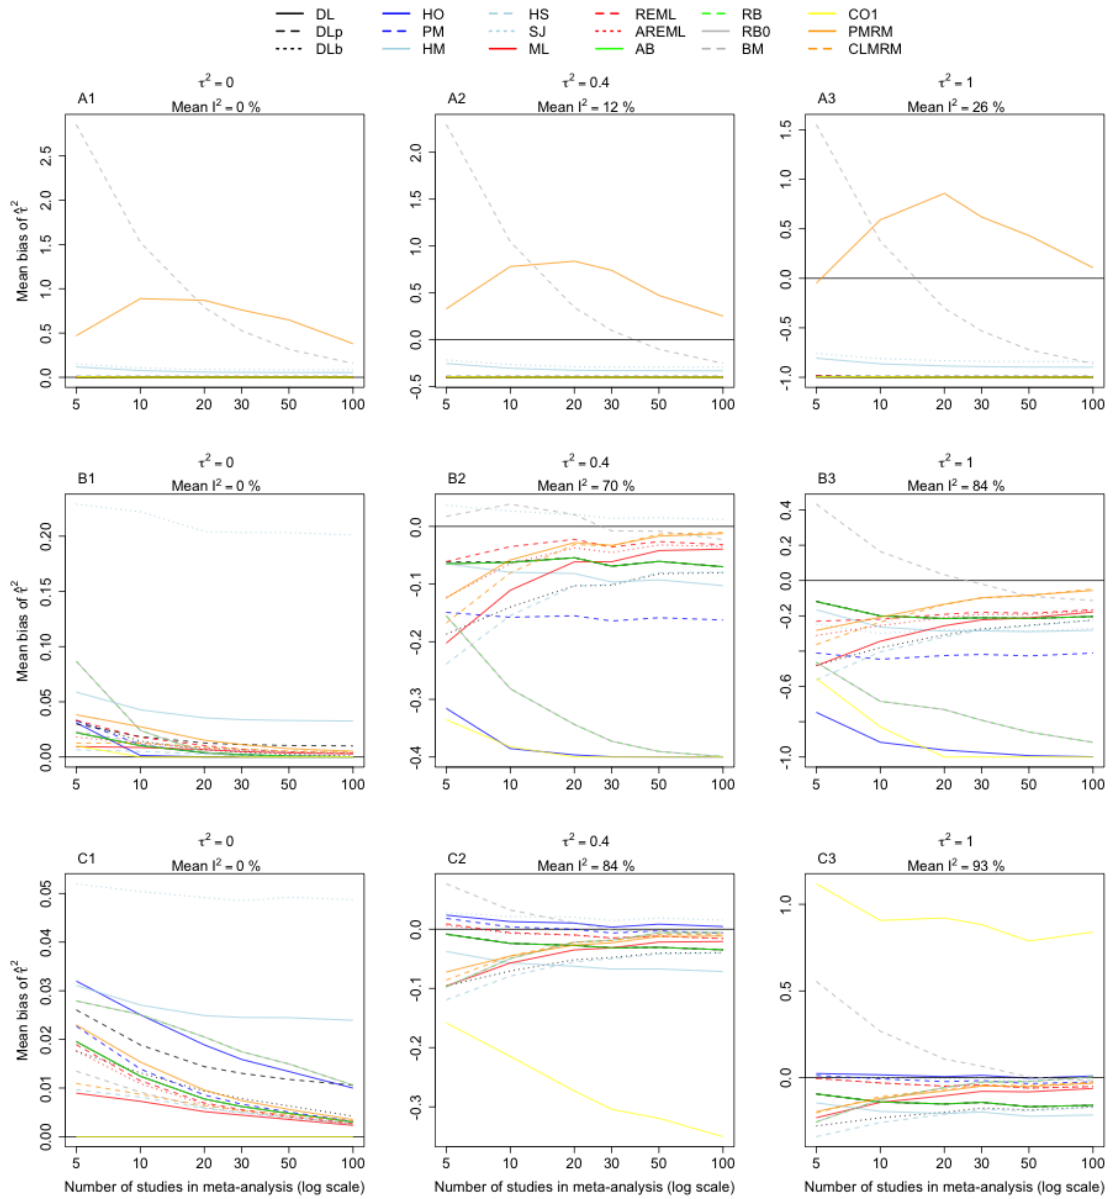 DL HO HS REML RB CO1
DLp PM SJ AREML RB0 PMRM
DLb HM ML AB BM CLMRM
τ² = 0
A1 Mean I² = 0 %
τ² = 0.4
A2 Mean I² = 12 %
τ² = 1
A3 Mean I² = 26 %
Mean bias of τ̂²
0.0 0.5 1.0 1.5 2.0 2.5
-0.5 0.0 0.5 1.0 1.5 2.0
-1.0 -0.5 0.0 0.5 1.0 1.5
5 10 20 30 50 100
5 10 20 30 50 100
5 10 20 30 50 100
τ² = 0
B1 Mean I² = 0 %
τ² = 0.4
B2 Mean I² = 70 %
τ² = 1
B3 Mean I² = 84 %
Mean bias of τ̂²
0.00 0.05 0.10 0.15 0.20
-0.4 -0.3 -0.2 -0.1 0.0
-1.0 -0.6 -0.2 0.0 0.2 0.4
5 10 20 30 50 100
5 10 20 30 50 100
5 10 20 30 50 100
τ² = 0
C1 Mean I² = 0 %
τ² = 0.4
C2 Mean I² = 84 %
τ² = 1
C3 Mean I² = 93 %
Mean bias of τ̂²
0.00 0.01 0.02 0.03 0.04 0.05
-0.3 -0.2 -0.1 0.0
0.0 0.5 1.0
5 10 20 30 50 100
5 10 20 30 50 100
5 10 20 30 50 100
Number of studies in meta-analysis (log scale)
Number of studies in meta-analysis (log scale)
Number of studies in meta-analysis (log scale)